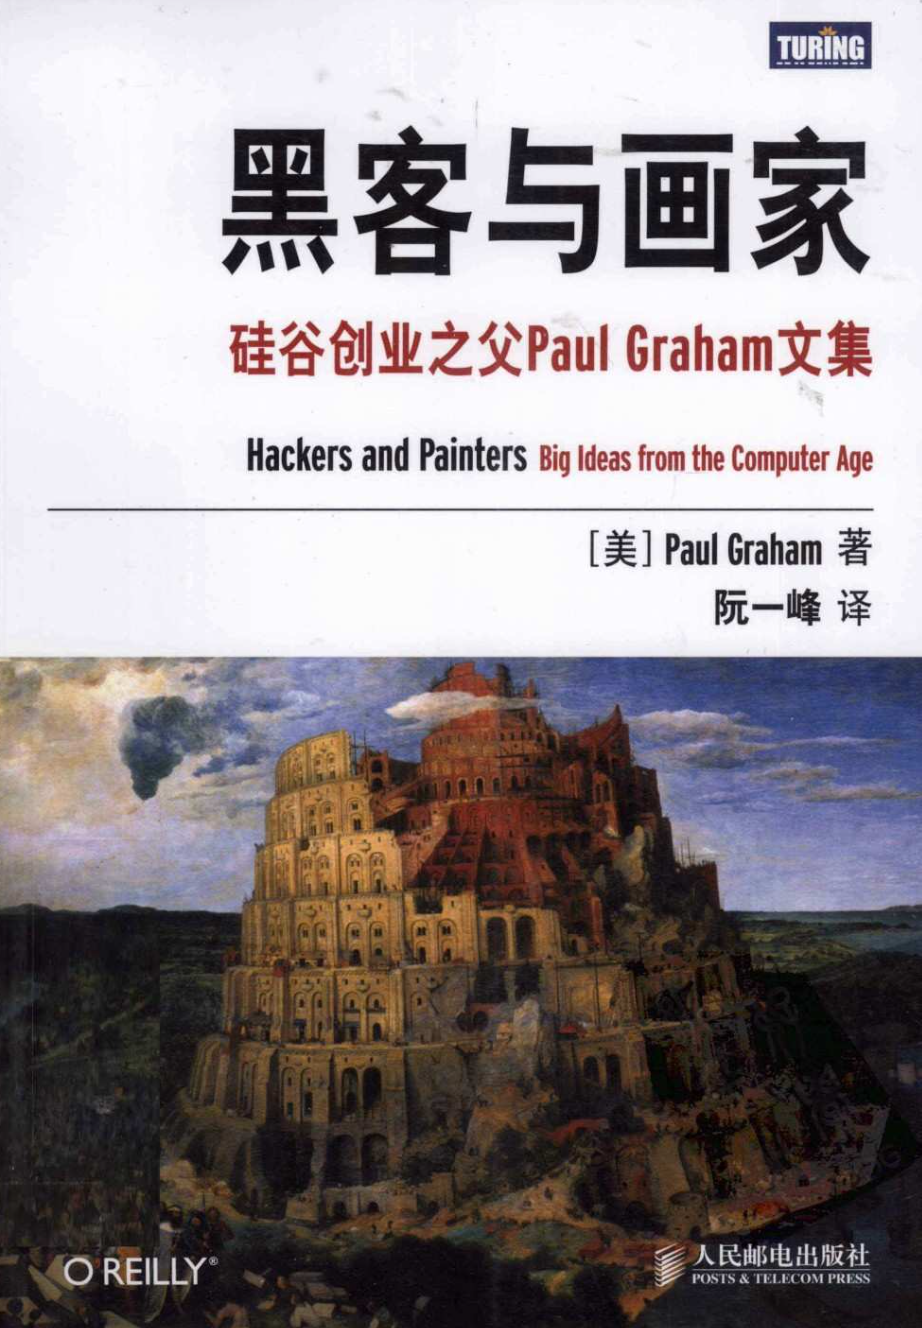 TURING
黑客与画家
硅谷创业之父Paul Graham文集
Hackers and Painters Big Ideas from the Computer Age
[美] Paul Graham 著
阮一峰 译
O'REILLY®
人民邮电出版社
POSTS & TELECOM PRESS